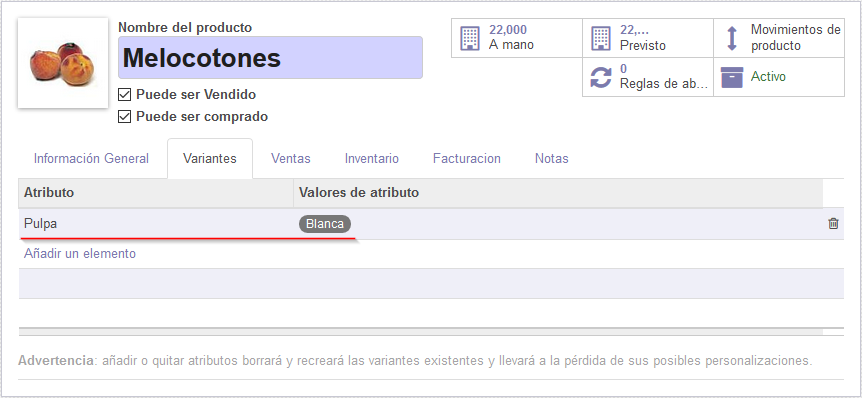 Nombre del producto
Melocotones
Puede ser Vendido
Puede ser comprado
22,000
A mano
22,...
Previsto
Movimientos de
producto
0
Reglas de ab...
Activo
Información General Variantes Ventas Inventario Facturacion Notas
Atributo Valores de atributo
Pulpa Blanca
Añadir un elemento
Advertencia: añadir o quitar atributos borrará y recreará las variantes existentes y llevará a la pérdida de sus posibles personalizaciones.